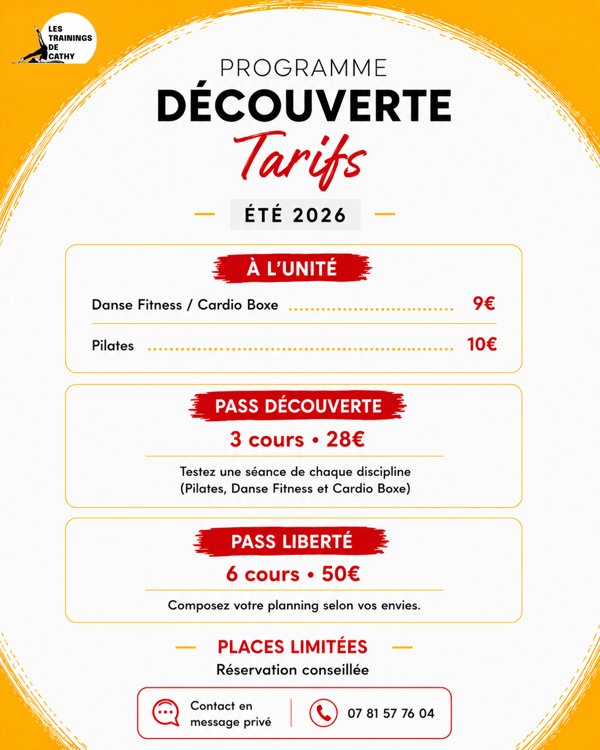 LES
TRAININGS
DE
CATHY
PROGRAMME
DÉCOUVERTE
Tarifs
ÉTÉ 2026
À L'UNITÉ
Danse Fitness / Cardio Boxe 9€
Pilates 10€
PASS DÉCOUVERTE
3 cours • 28€
Testez une séance de chaque discipline
(Pilates, Danse Fitness et Cardio Boxe)
PASS LIBERTÉ
6 cours • 50€
Composez votre planning selon vos envies.
PLACES LIMITÉES
Réservation conseillée
Contact en
message privé
07 81 57 76 04